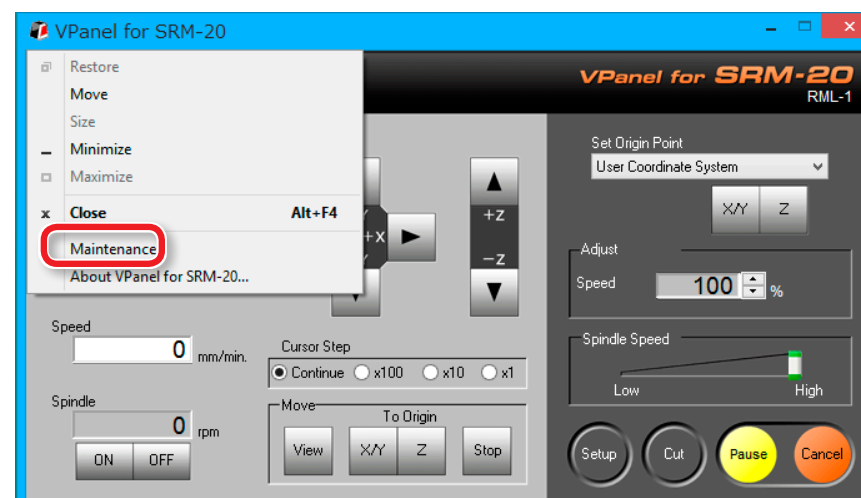 VPanel for SRM-20
Restore
Move
Size
Minimize
Maximize
Close Alt+F4
Maintenance
About VPanel for SRM-20...
VPanel for SRM-20
RML-1
+X
+Z
−Z
Speed
0 mm/min.
Spindle
0 rpm
ON OFF
Cursor Step
Continue x100 x10 x1
Move
To Origin
View X/Y Z Stop
Set Origin Point
User Coordinate System
X/Y Z
Adjust
Speed 100 %
Spindle Speed
Low High
Setup Cut Pause Cancel